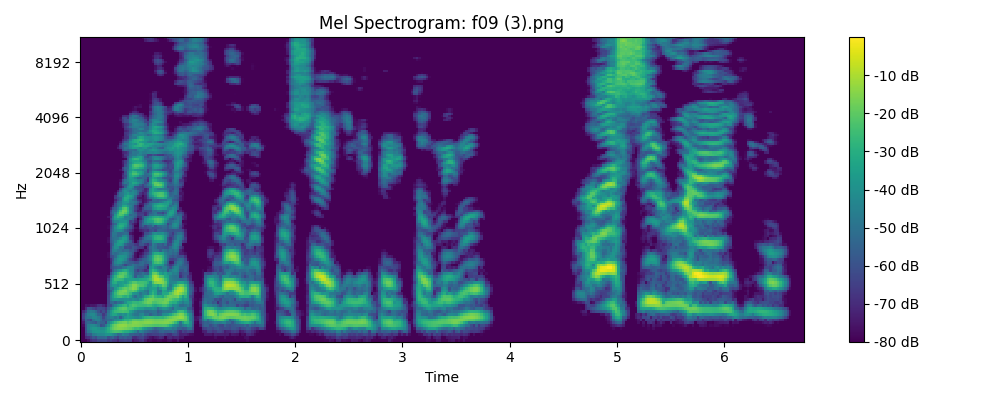 Mel Spectrogram: f09 (3).png
Hz
8192
4096
2048
1024
512
0
0 1 2 3 4 5 6
Time
-10 dB
-20 dB
-30 dB
-40 dB
-50 dB
-60 dB
-70 dB
-80 dB